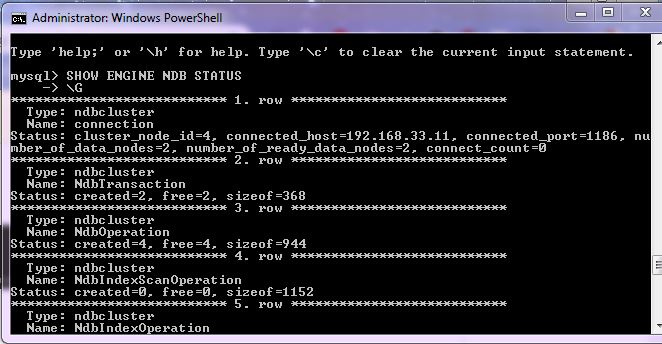 Administrator: Windows PowerShell
Type 'help;' or '\h' for help. Type '\c' to clear the current input statement.
mysql> SHOW ENGINE NDB STATUS
    -> \G
*************************** 1. row ***************************
  Type: ndbcluster
  Name: connection
Status: cluster_node_id=4, connected_host=192.168.33.11, connected_port=1186, nu
mber_of_data_nodes=2, number_of_ready_data_nodes=2, connect_count=0
*************************** 2. row ***************************
  Type: ndbcluster
  Name: NdbTransaction
Status: created=2, free=2, sizeof=368
*************************** 3. row ***************************
  Type: ndbcluster
  Name: NdbOperation
Status: created=4, free=4, sizeof=944
*************************** 4. row ***************************
  Type: ndbcluster
  Name: NdbIndexScanOperation
Status: created=0, free=0, sizeof=1152
*************************** 5. row ***************************
  Type: ndbcluster
  Name: NdbIndexOperation